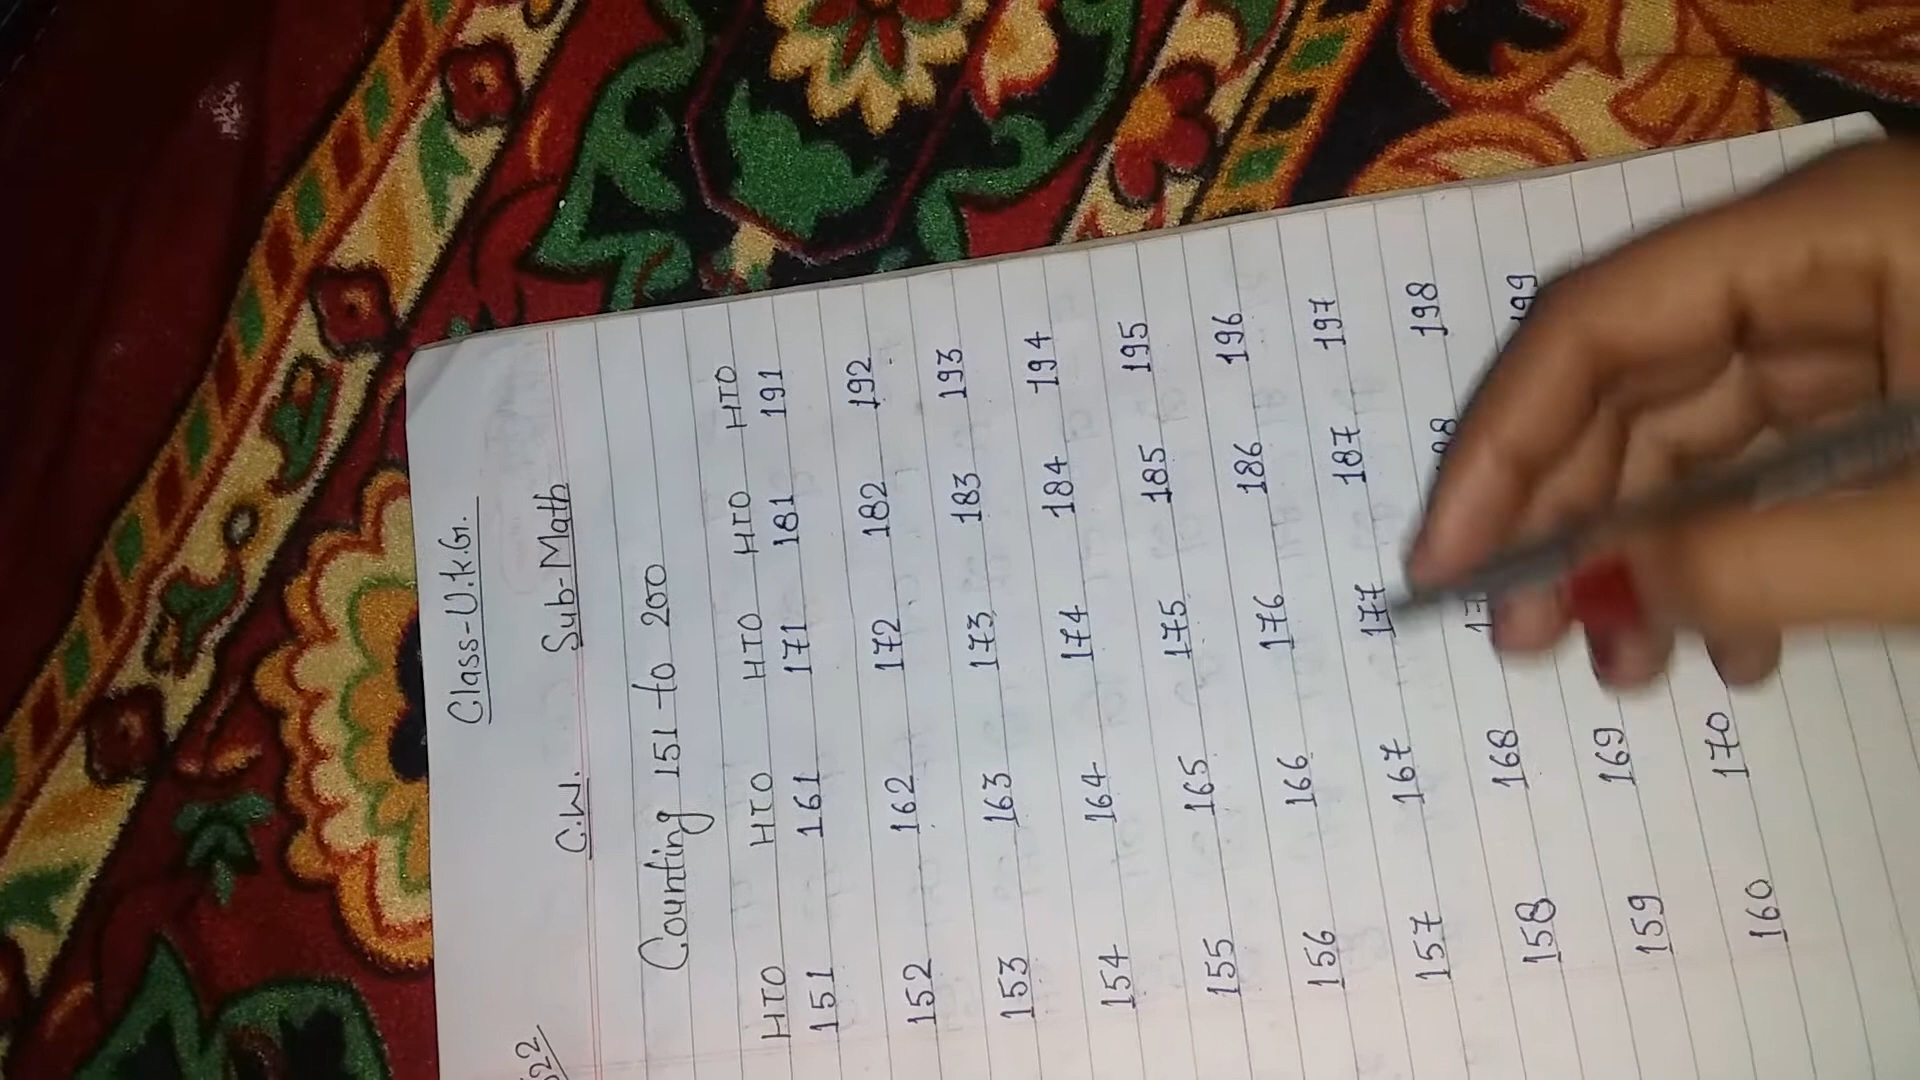 Class-U.K.G.
C.W. Sub-Math
Counting 151 to 200
HTO HTO HTO HTO HTO
151 161 171 181 191
152 162 172 182 192
153 163 173 183 193
154 164 174 184 194
155 165 175 185 195
156 166 176 186 196
157 167 177 187 197
158 168 198
159 169 199
160 170